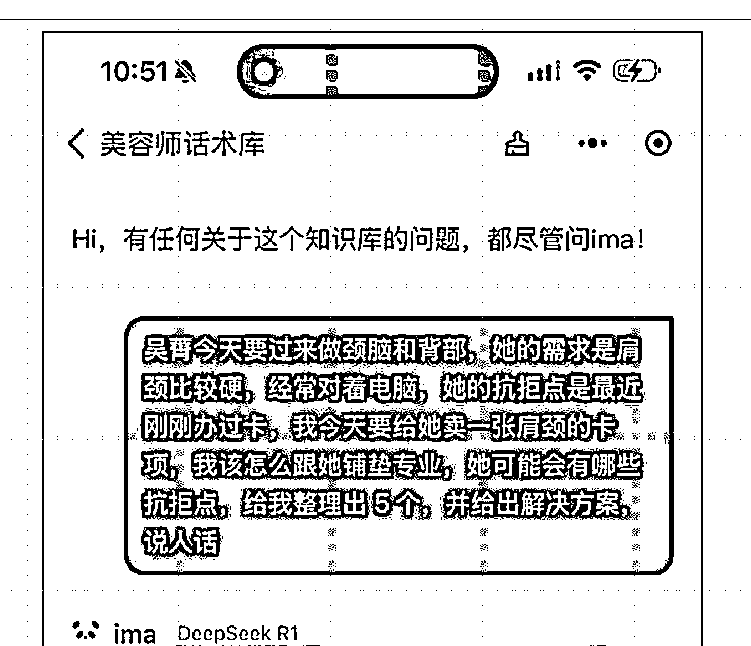 10:51
美容师话术库
Hi，有任何关于这个知识库的问题，都尽管问ima！
吴霄今天要过来做颈脑和背部，她的需求是肩
颈比较硬，经常对着电脑，她的抗拒点是最近
刚刚办过卡，我今天要给她卖一张肩颈的卡
项，我该怎么跟她铺垫专业，她可能会有哪些
抗拒点，给我整理出 5 个，并给出解决方案，
说人话
ima DeepSeek R1